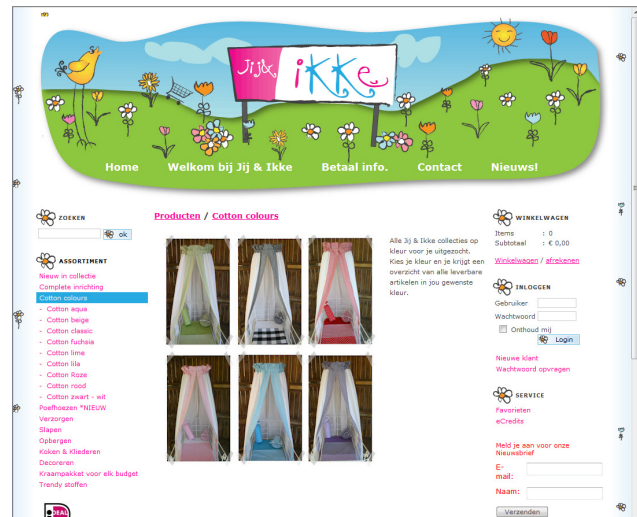 Jij& ikke
Home
Welkom bij Jij & Ikke
Betaal info.
Contact
Nieuws!
ZOEKEN
ok
ASSORTIMENT
Nieuw in collectie
Complete inrichting
Cotton colours
- Cotton aqua
- Cotton beige
- Cotton classic
- Cotton fuchsia
- Cotton lime
- Cotton lila
- Cotton Roze
- Cotton rood
- Cotton zwart - wit
Poefhoezen *NIEUW
Verzorgen
Slapen
Opbergen
Koken & Kliederen
Decoreren
Kraampakket voor elk budget
Trendy stoffen
iDEAL
Producten / Cotton colours
Alle Jij & Ikke collecties op
kleur voor je uitgezocht.
Kies je kleur en je krijgt een
overzicht van alle leverbare
artikelen in jou gewenste
kleur.
WINKELWAGEN
Items : 0
Subtotaal : € 0,00
Winkelwagen / afrekenen
INLOGGEN
Gebruiker
Wachtwoord
Onthoud mij
Login
Nieuwe klant
Wachtwoord opvragen
SERVICE
Favorieten
eCredits
Meld je aan voor onze
Nieuwsbrief
E-
mail:
Naam:
Verzenden